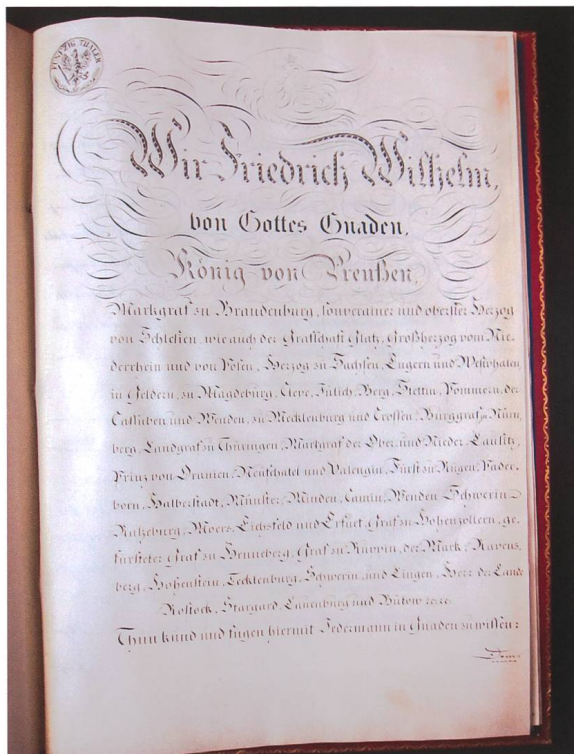 FUNFZIG THALER
Wir Friedrich Wilhelm,
von Gottes Gnaden,
König von Preußen,
Markgraf zu Brandenburg, souverainer und oberster Herzog
von Schlesien, wie auch der Grafschaft Glatz, Großherzog vom Nie-
derrhein und von Posen, Herzog zu Sachsen, Engern und Westphalen
in Geldern, zu Magdeburg, Cleve, Jülich, Berg, Stettin, Pommern, der
Cassuben und Wenden, zu Mecklenburg und Crossen, Burggraf zu Nürn-
berg, Landgraf zu Thüringen, Markgraf der Ober- und Nieder-Lausitz,
Prinz von Oranien, Neufchatel und Valengin, Fürst zu Rügen, Pader-
born, Halberstadt, Münster, Minden, Camin, Wenden, Schwerin,
Ratzeburg, Moers, Eichsfeld und Erfurt, Graf zu Hohenzollern, ge-
fürsteter Graf zu Henneberg, Graf zu Ruppin, der Mark, Ravens-
berg, Hohenstein, Tecklenburg, Schwerin und Lingen, Herr der Lande
Rostock, Stargard, Lauenburg und Bütow
Thun kund und fügen hiermit Jedermann in Gnaden zu wissen: